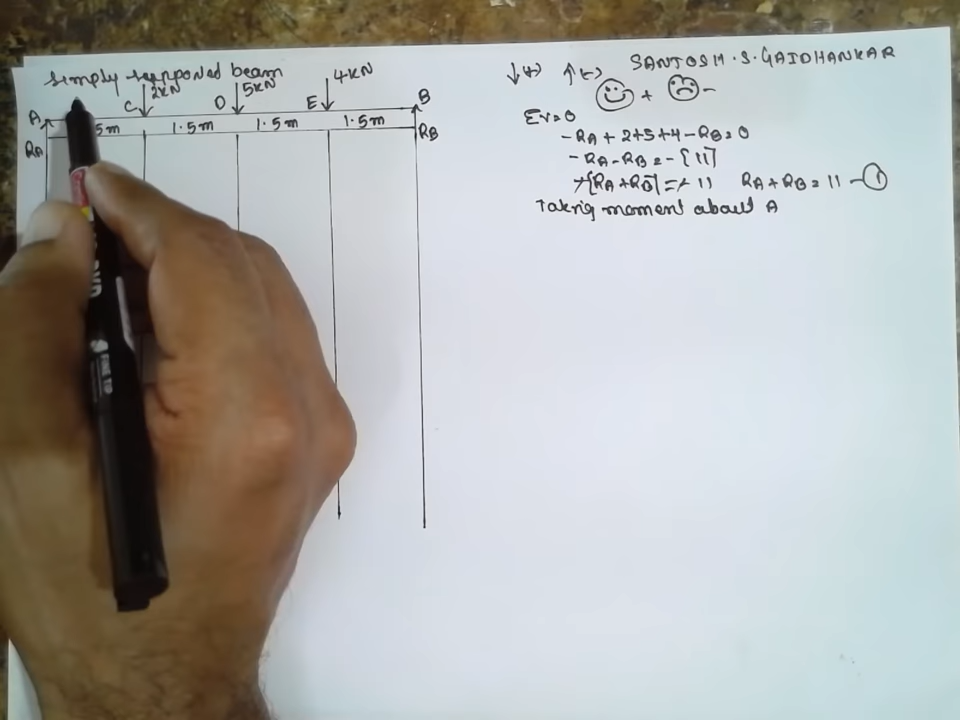 Simply supported beam
2KN 5KN 4KN
A C D E B
5m 1.5m 1.5m 1.5m
RA RB
↓(+) ↑(-) SANTOSH.S.GAIDHANKAR
+ -
Σv=0
-RA+2+5+4-RB=0
-RA-RB=-[11]
-[RA+RB]=-11 RA+RB=11-①
Taking moment about A